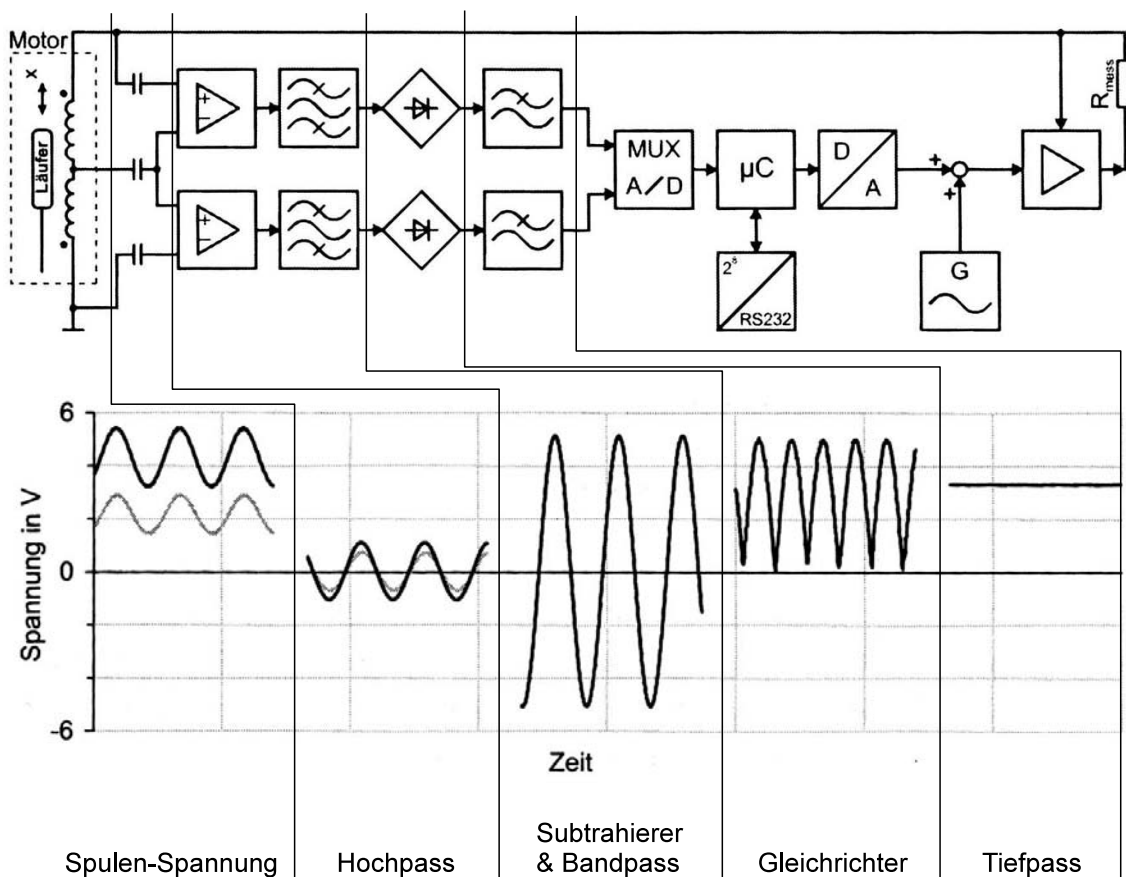 Motor
x
Läufer
+
−
+
−
MUX
A/D
µC
D
A
2⁸
RS232
+
+
G
R_mess
6
0
-6
Spannung in V
Zeit
Spulen-Spannung
Hochpass
Subtrahierer
& Bandpass
Gleichrichter
Tiefpass